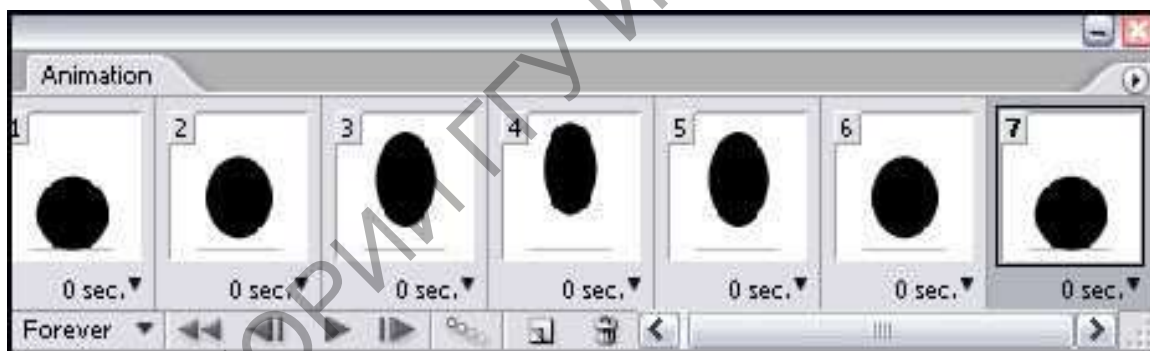 Animation
1 2 3 4 5 6 7
0 sec. 0 sec. 0 sec. 0 sec. 0 sec. 0 sec. 0 sec.
Forever
ГГУ